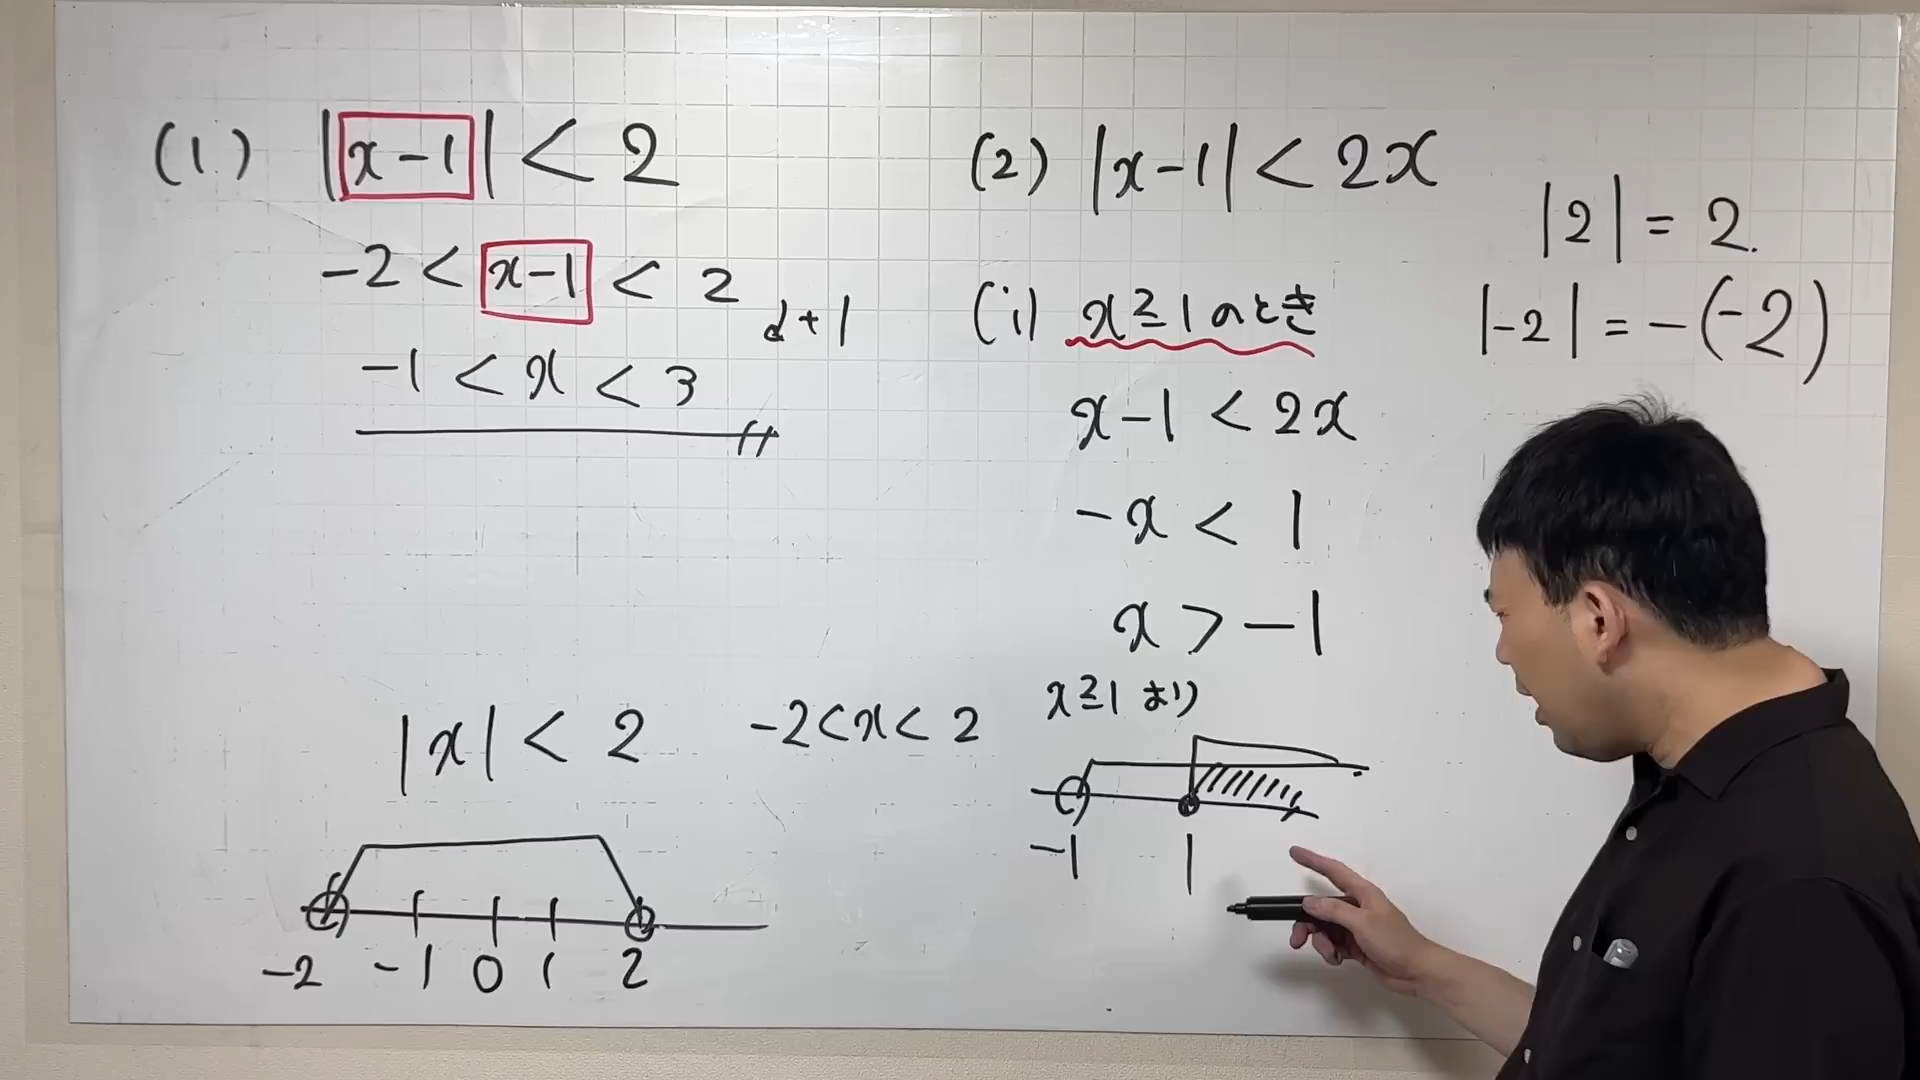 (1) |x-1| < 2
-2 < x-1 < 2
+1
-1 < x < 3
|x| < 2
-2 < x < 2
-2 -1 0 1 2
(2) |x-1| < 2x
(i) x≧1のとき
x-1 < 2x
-x < 1
x > -1
x≧1より
-1 1
|2| = 2.
|-2| = -(-2)